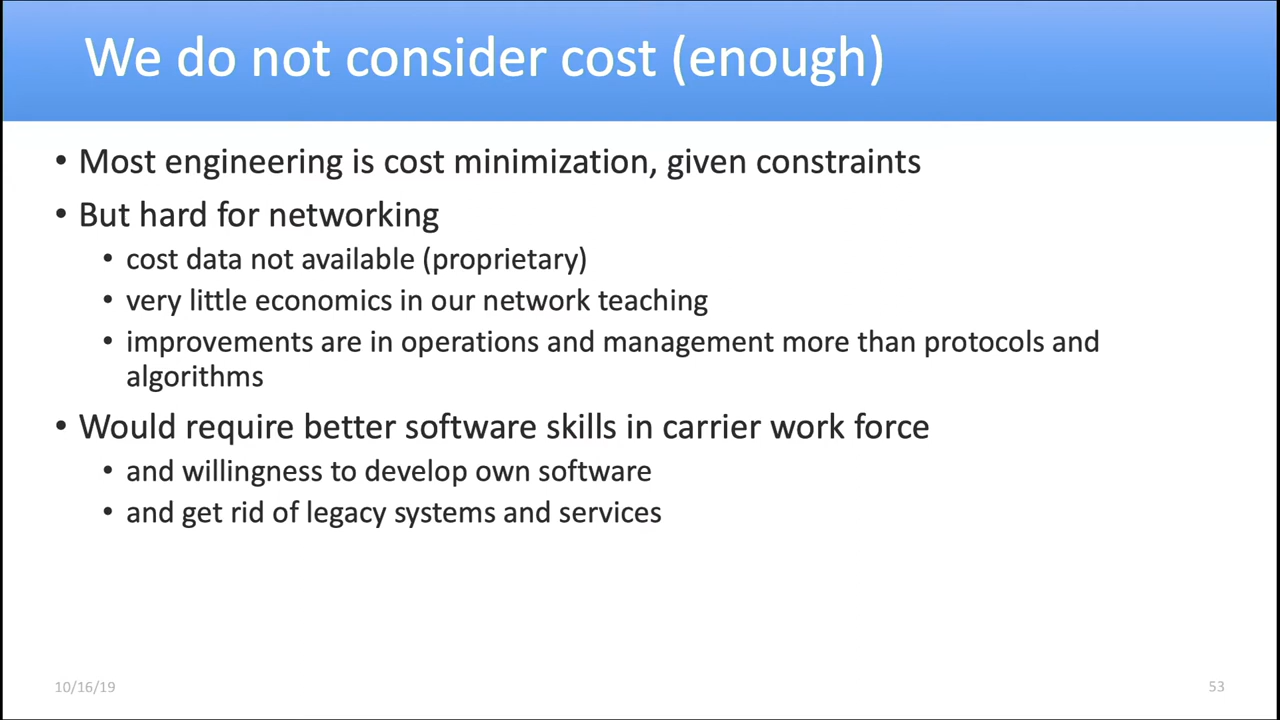 We do not consider cost (enough)
• Most engineering is cost minimization, given constraints
• But hard for networking
• cost data not available (proprietary)
• very little economics in our network teaching
• improvements are in operations and management more than protocols and
algorithms
• Would require better software skills in carrier work force
• and willingness to develop own software
• and get rid of legacy systems and services
10/16/19
53